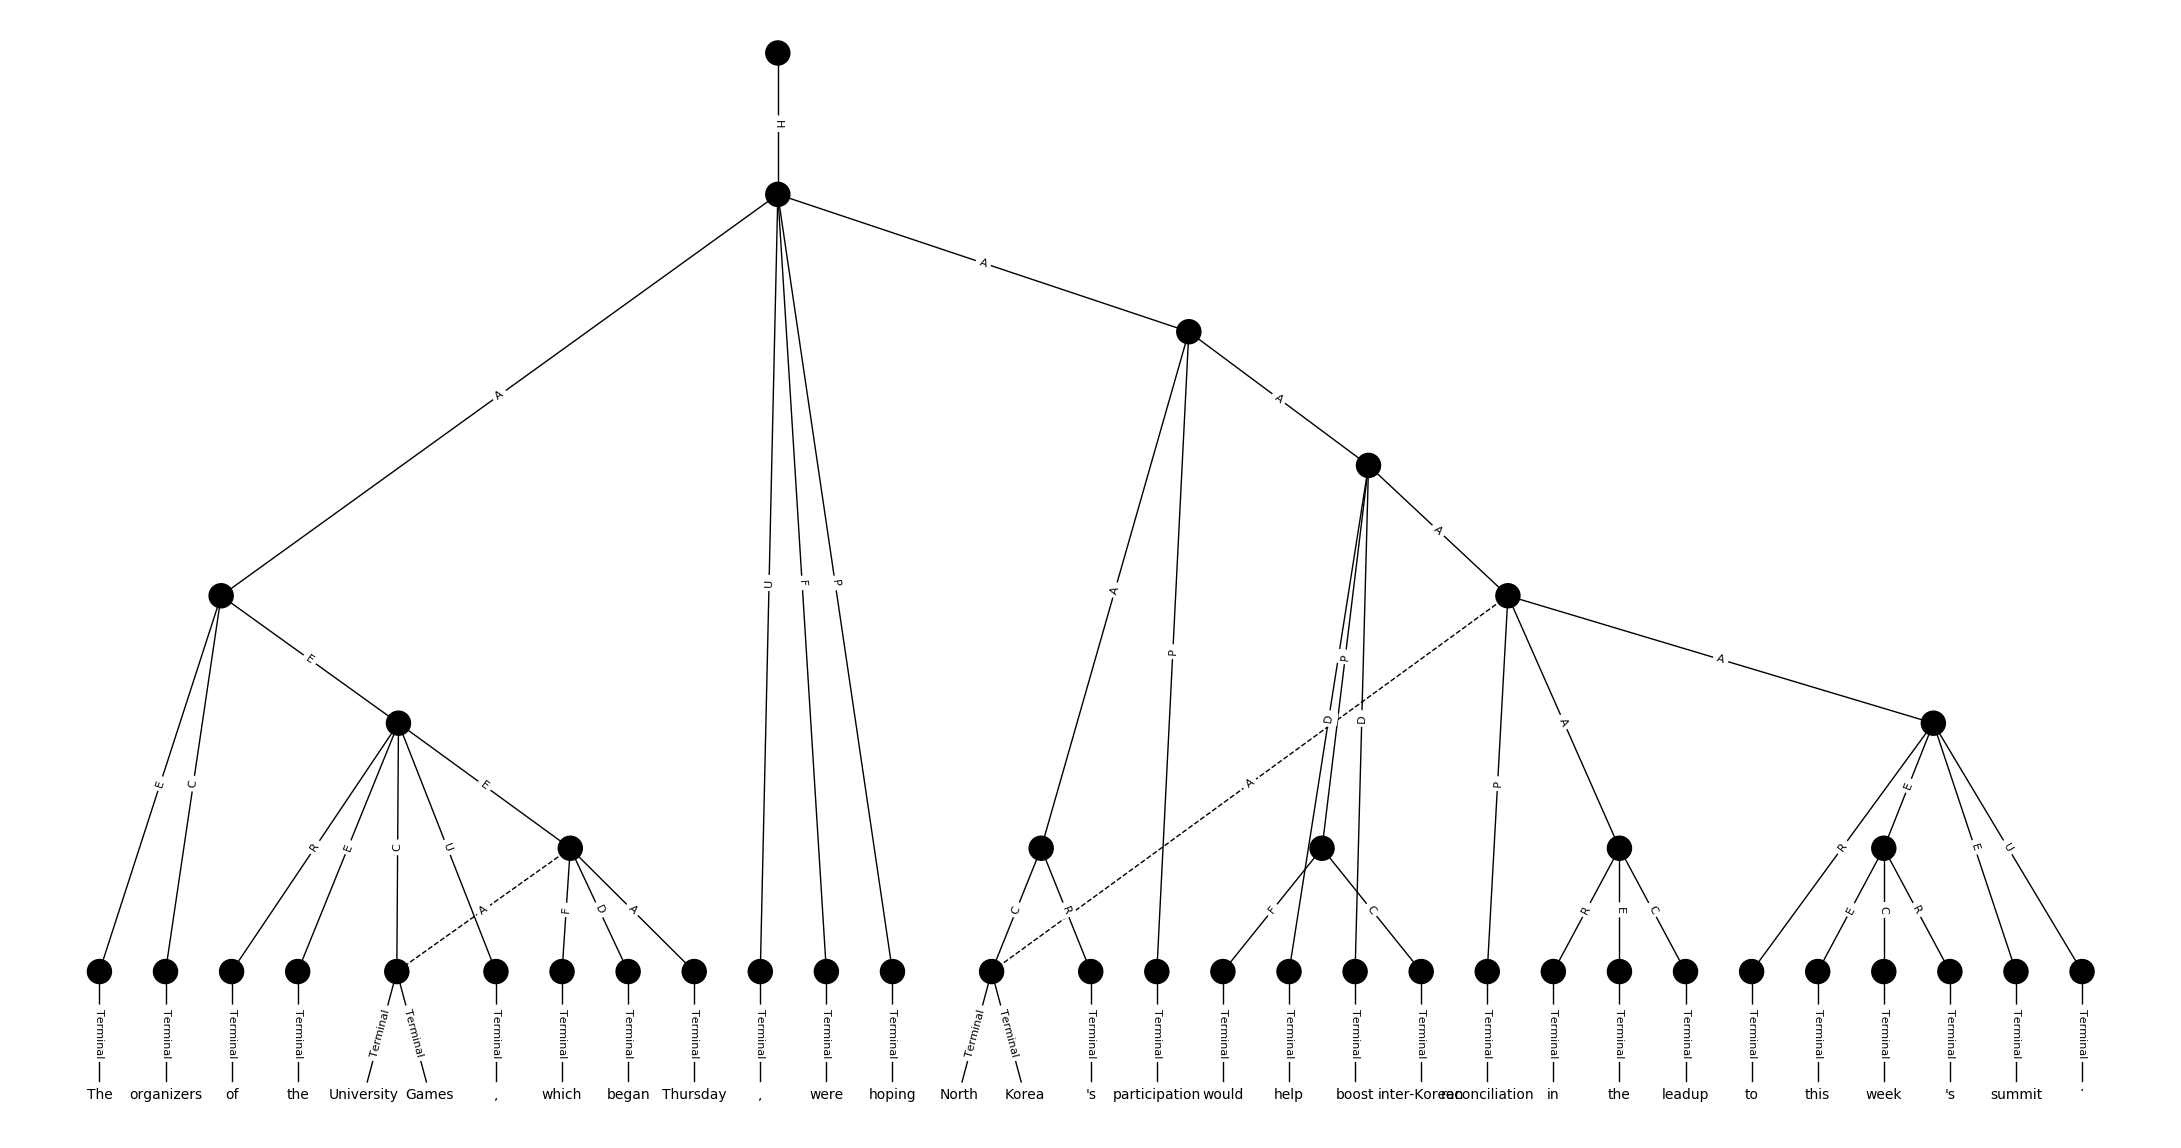 H
A
A
A
U
F
P
A
P
A
E
C
E
D
P
D
A
R
E
C
U
E
A
P
A
A
A
F
D
A
C
R
F
C
R
E
C
R
E
E
U
E
C
R
Terminal Terminal Terminal Terminal Terminal Terminal Terminal Terminal Terminal Terminal Terminal Terminal Terminal Terminal Terminal Terminal Terminal Terminal Terminal Terminal Terminal Terminal Terminal Terminal Terminal Terminal Terminal Terminal Terminal Terminal Terminal
The organizers of the University Games , which began Thursday , were hoping North Korea 's participation would help boost inter-Korean reconciliation in the leadup to this week 's summit .